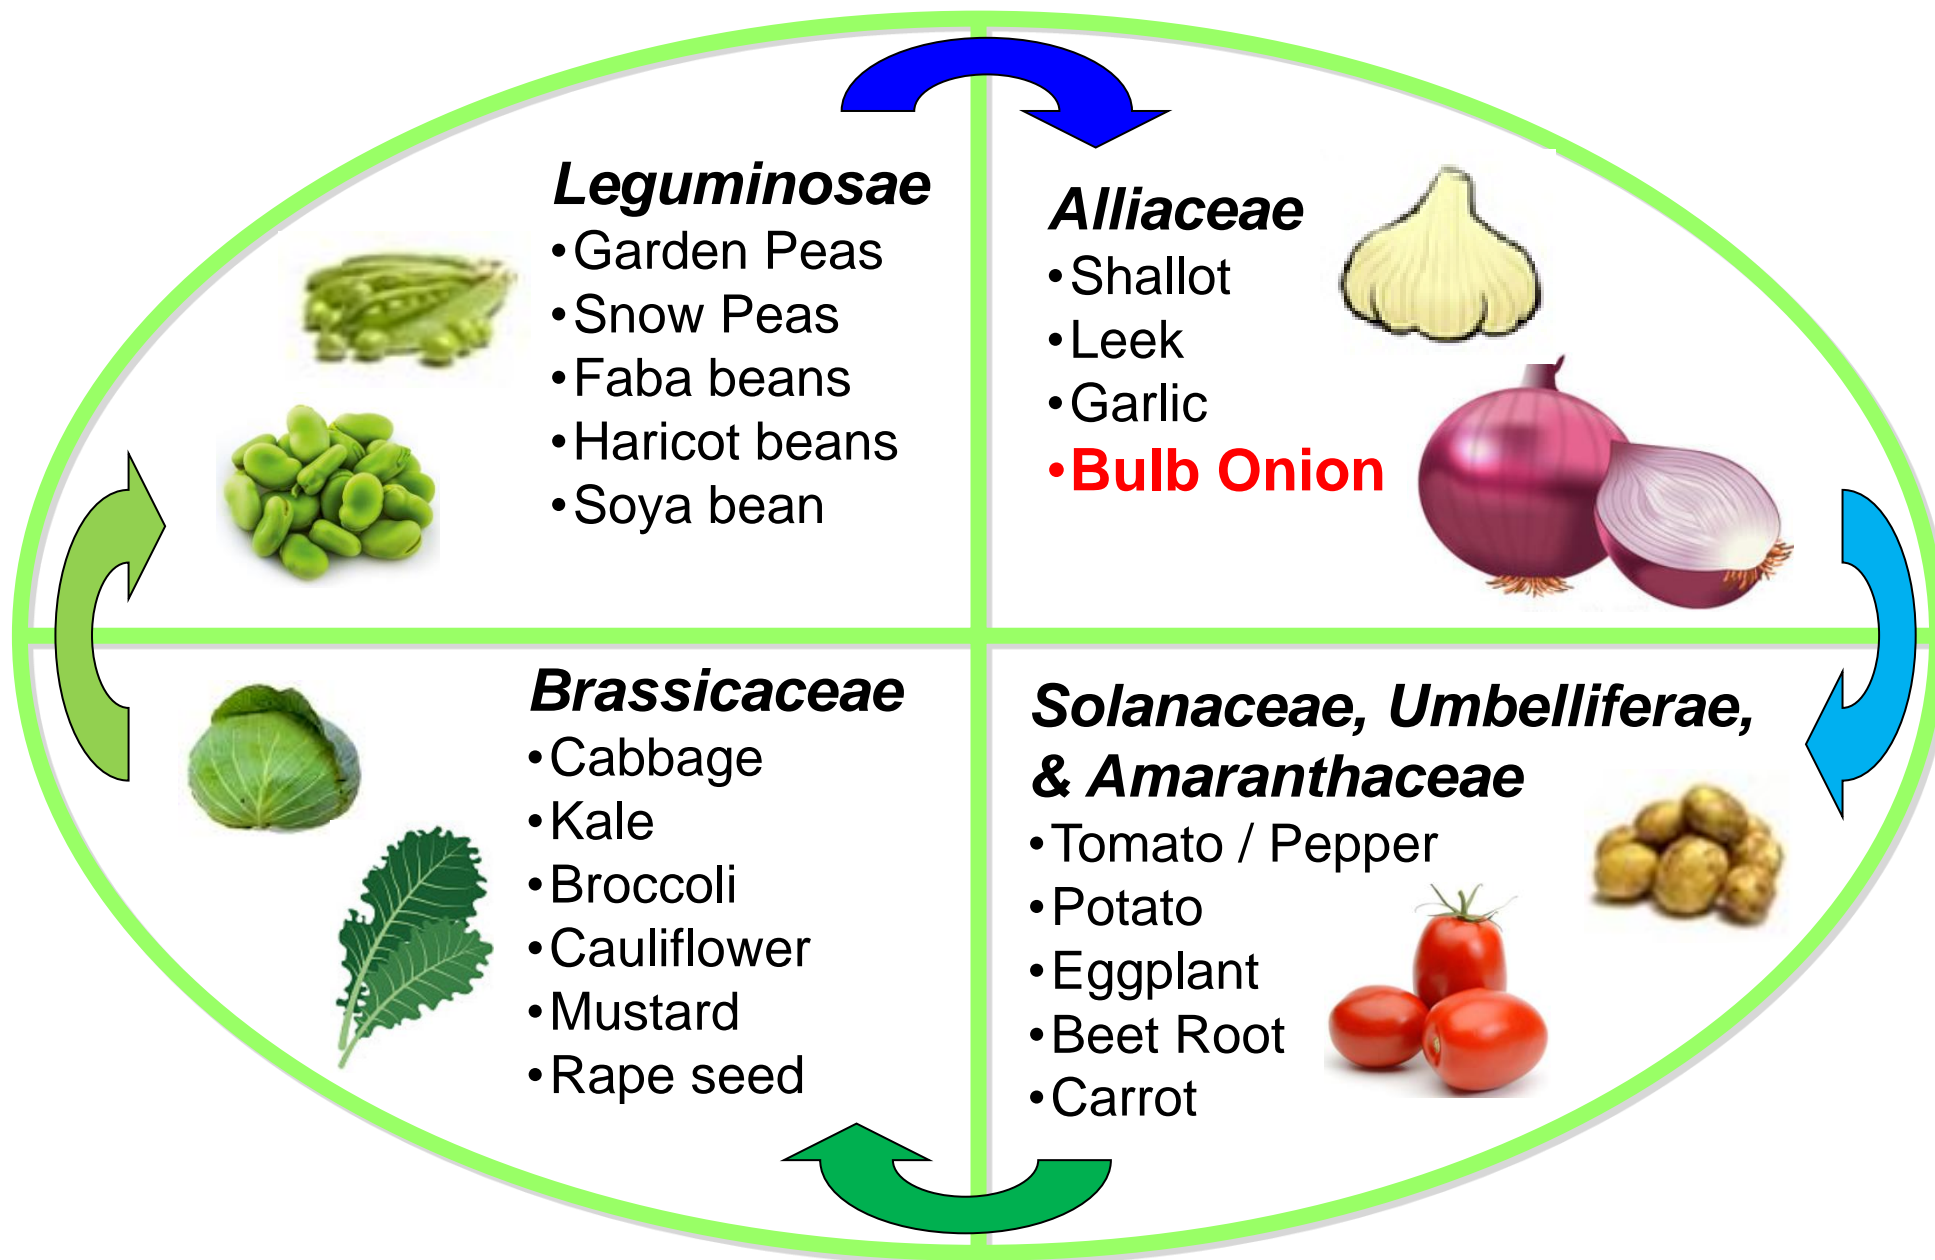 Leguminosae
•Garden Peas
•Snow Peas
•Faba beans
•Haricot beans
•Soya bean
Alliaceae
•Shallot
•Leek
•Garlic
•Bulb Onion
Brassicaceae
•Cabbage
•Kale
•Broccoli
•Cauliflower
•Mustard
•Rape seed
Solanaceae, Umbelliferae,
& Amaranthaceae
•Tomato / Pepper
•Potato
•Eggplant
•Beet Root
•Carrot